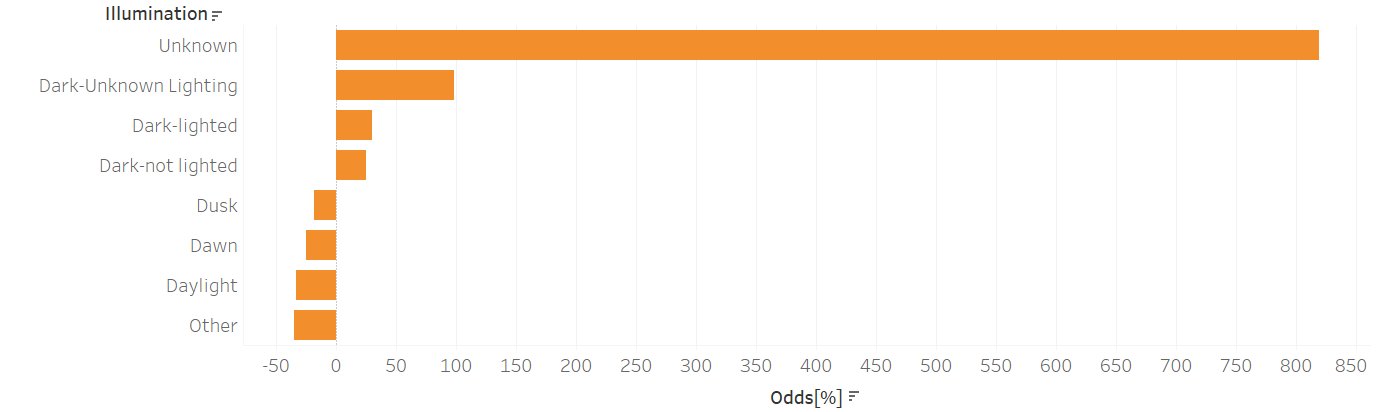 Illumination
Unknown
Dark-Unknown Lighting
Dark-lighted
Dark-not lighted
Dusk
Dawn
Daylight
Other
-50 0 50 100 150 200 250 300 350 400 450 500 550 600 650 700 750 800 850
Odds[%]